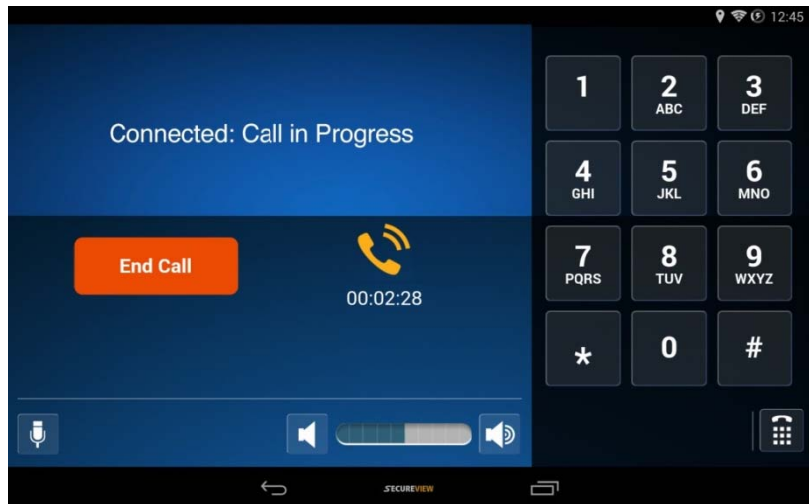 12:45
Connected: Call in Progress
End Call
00:02:28
1
2
ABC
3
DEF
4
GHI
5
JKL
6
MNO
7
PQRS
8
TUV
9
WXYZ
*
0
#
SECUREVIEW